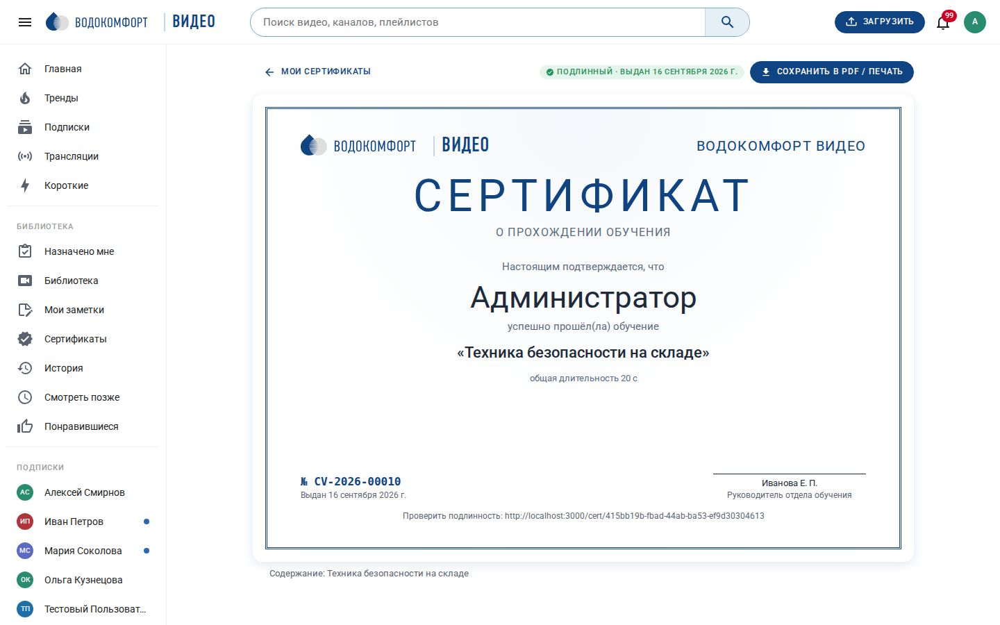 ВОДОКОМФОРТ | ВИДЕО
Поиск видео, каналов, плейлистов
ЗАГРУЗИТЬ
99
А
Главная
Тренды
Подписки
Трансляции
Короткие
БИБЛИОТЕКА
Назначено мне
Библиотека
Мои заметки
Сертификаты
История
Смотреть позже
Понравившиеся
ПОДПИСКИ
АС Алексей Смирнов
ИП Иван Петров
МС Мария Соколова
ОК Ольга Кузнецова
ТП Тестовый Пользоват...
МОИ СЕРТИФИКАТЫ
ПОДЛИННЫЙ · ВЫДАН 16 СЕНТЯБРЯ 2026 Г.
СОХРАНИТЬ В PDF / ПЕЧАТЬ
ВОДОКОМФОРТ | ВИДЕО
ВОДОКОМФОРТ ВИДЕО
СЕРТИФИКАТ
О ПРОХОЖДЕНИИ ОБУЧЕНИЯ
Настоящим подтверждается, что
Администратор
успешно прошёл(ла) обучение
«Техника безопасности на складе»
общая длительность 20 с
№ CV-2026-00010
Выдан 16 сентября 2026 г.
Иванова Е. П.
Руководитель отдела обучения
Проверить подлинность: http://localhost:3000/cert/415bb19b-fbad-44ab-ba53-ef9d30304613
Содержание: Техника безопасности на складе